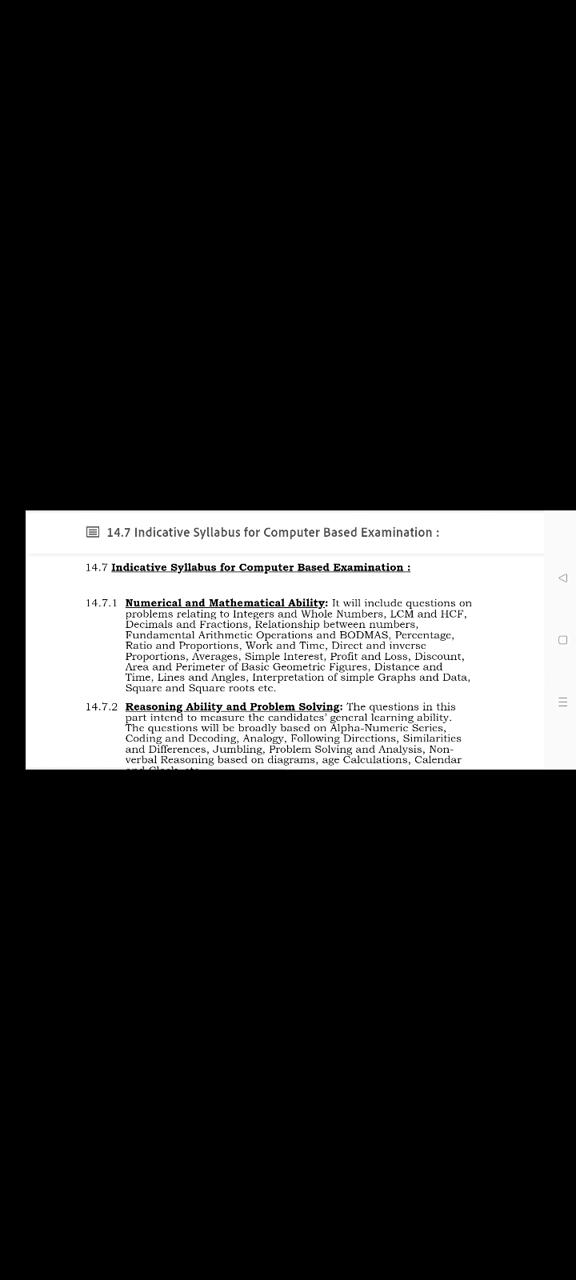 14.7 Indicative Syllabus for Computer Based Examination :
14.7 Indicative Syllabus for Computer Based Examination :
14.7.1 Numerical and Mathematical Ability: It will include questions on
problems relating to Integers and Whole Numbers, LCM and HCF,
Decimals and Fractions, Relationship between numbers,
Fundamental Arithmetic Operations and BODMAS, Percentage,
Ratio and Proportions, Work and Time, Direct and inverse
Proportions, Averages, Simple Interest, Profit and Loss, Discount,
Area and Perimeter of Basic Geometric Figures, Distance and
Time, Lines and Angles, Interpretation of simple Graphs and Data,
Square and Square roots etc.
14.7.2 Reasoning Ability and Problem Solving: The questions in this
part intend to measure the candidates' general learning ability.
The questions will be broadly based on Alpha-Numeric Series,
Coding and Decoding, Analogy, Following Directions, Similarities
and Differences, Jumbling, Problem Solving and Analysis, Non-
verbal Reasoning based on diagrams, age Calculations, Calendar
and Clock, etc.